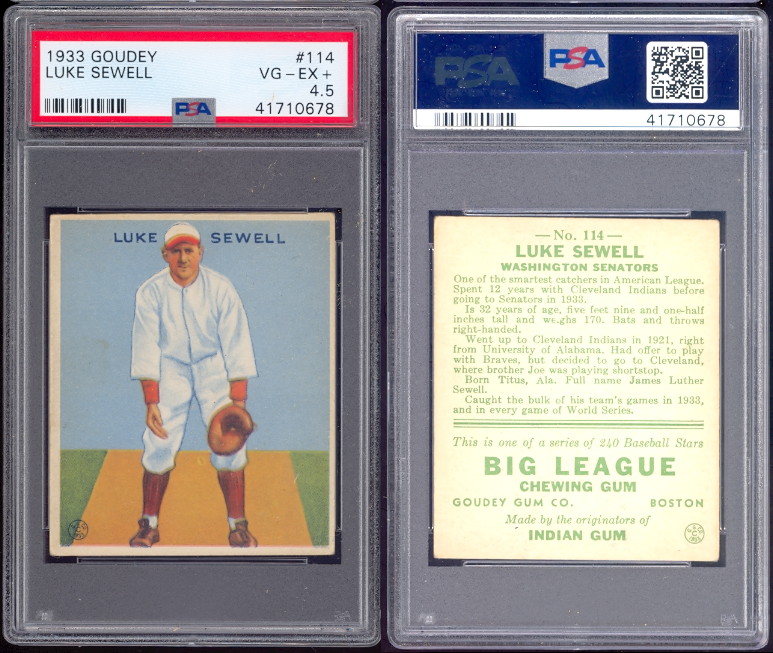 1933 GOUDEY #114
LUKE SEWELL VG – EX +
4.5
PSA 41710678
LUKE SEWELL
PSA PSA
41710678
— No. 114 —
LUKE SEWELL
WASHINGTON SENATORS
One of the smartest catchers in American League.
Spent 12 years with Cleveland Indians before
going to Senators in 1933.
Is 32 years of age, five feet nine and one-half
inches tall and weighs 170. Bats and throws
right-handed.
Went up to Cleveland Indians in 1921, right
from University of Alabama. Had offer to play
with Braves, but decided to go to Cleveland,
where brother Joe was playing shortstop.
Born Titus, Ala. Full name James Luther
Sewell.
Caught the bulk of his team's games in 1933,
and in every game of World Series.
This is one of a series of 240 Baseball Stars
BIG LEAGUE
CHEWING GUM
GOUDEY GUM CO. BOSTON
Made by the originators of
INDIAN GUM